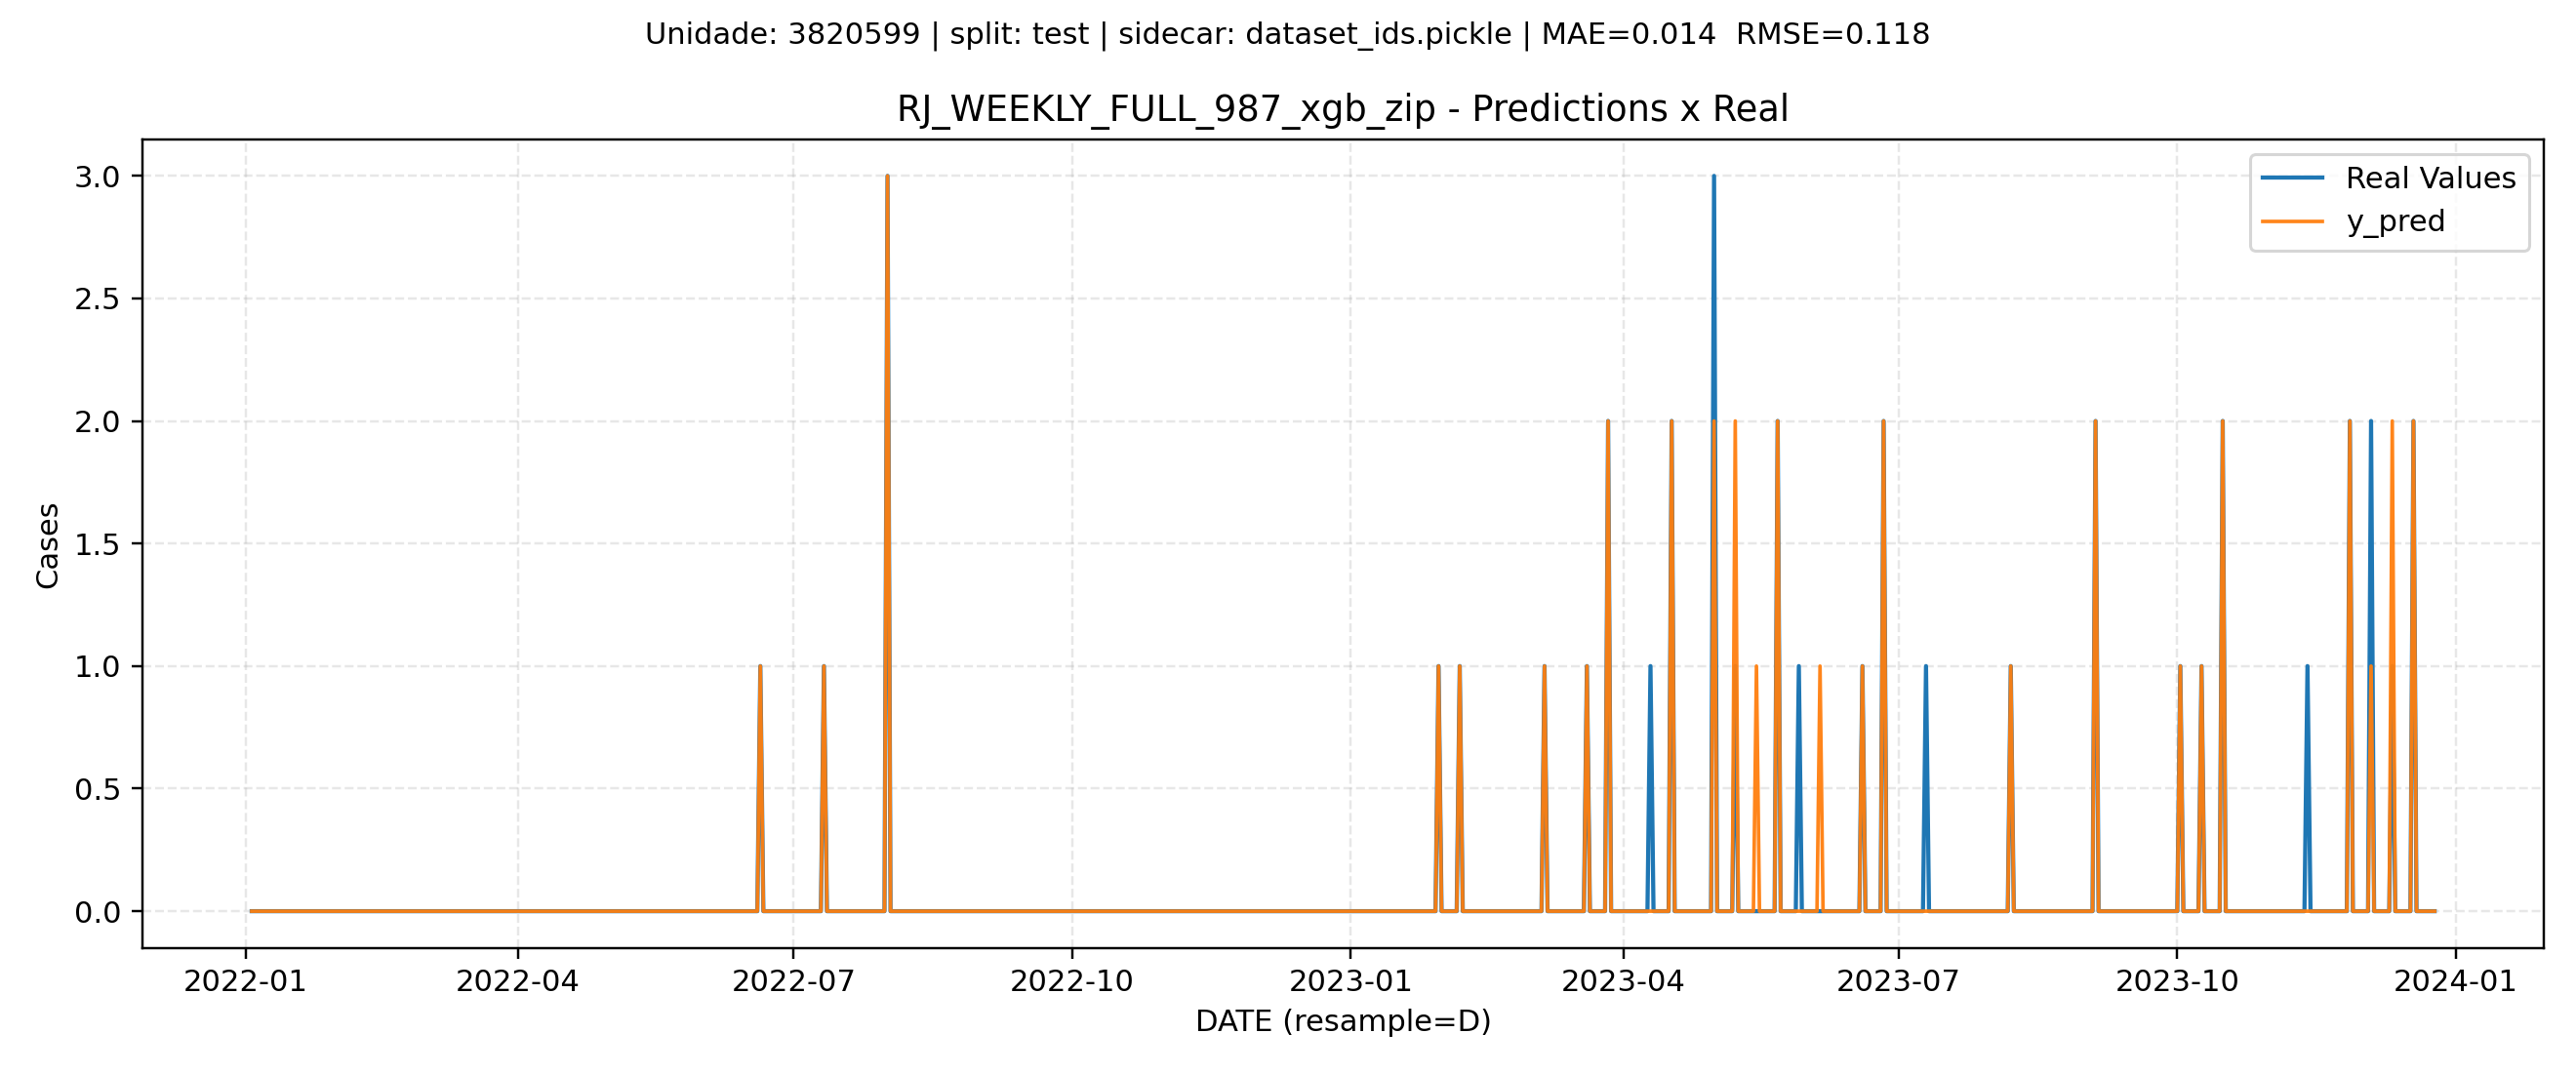 Unidade: 3820599 | split: test | sidecar: dataset_ids.pickle | MAE=0.014  RMSE=0.118
RJ_WEEKLY_FULL_987_xgb_zip - Predictions x Real
Real Values
y_pred
Cases
3.0
2.5
2.0
1.5
1.0
0.5
0.0
2022-01 2022-04 2022-07 2022-10 2023-01 2023-04 2023-07 2023-10 2024-01
DATE (resample=D)